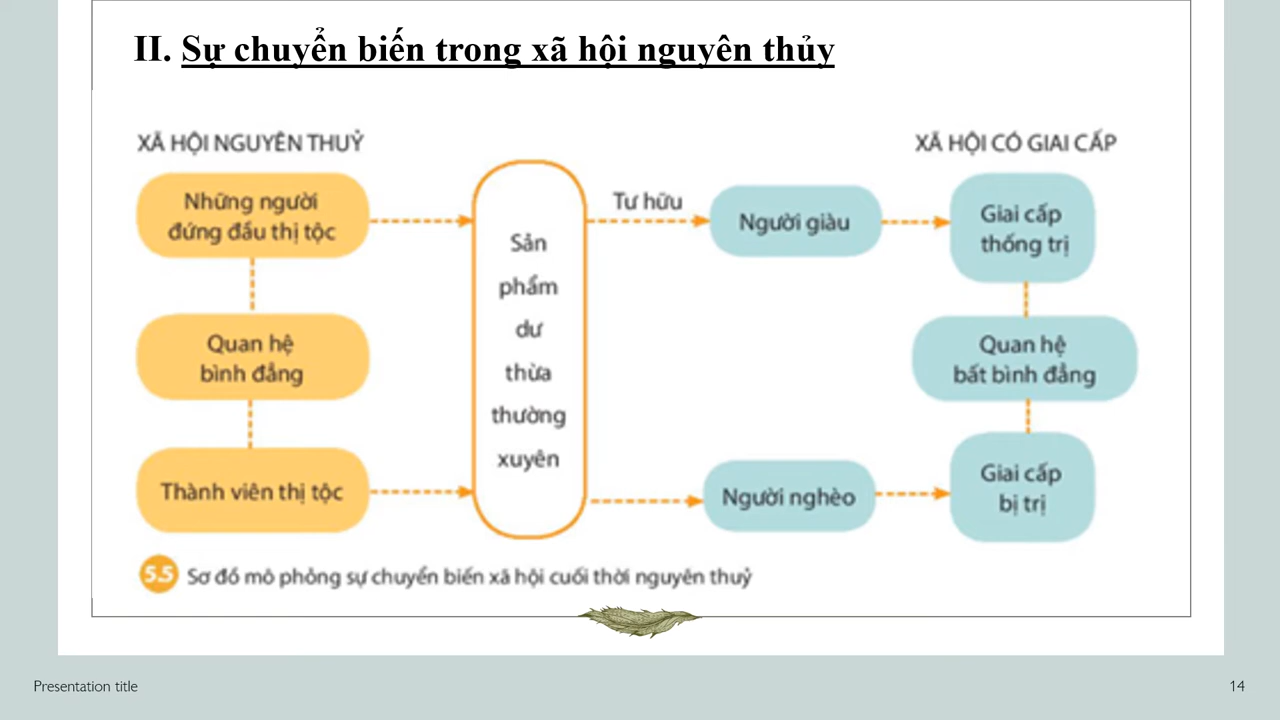 II. Sự chuyển biến trong xã hội nguyên thủy
XÃ HỘI NGUYÊN THUỶ
XÃ HỘI CÓ GIAI CẤP
Những người
đứng đầu thị tộc
Quan hệ
bình đẳng
Thành viên thị tộc
Sản
phẩm
dư
thừa
thường
xuyên
Tư hữu
Người giàu
Người nghèo
Giai cấp
thống trị
Quan hệ
bất bình đẳng
Giai cấp
bị trị
5.5 Sơ đồ mô phỏng sự chuyển biến xã hội cuối thời nguyên thuỷ
Presentation title
14